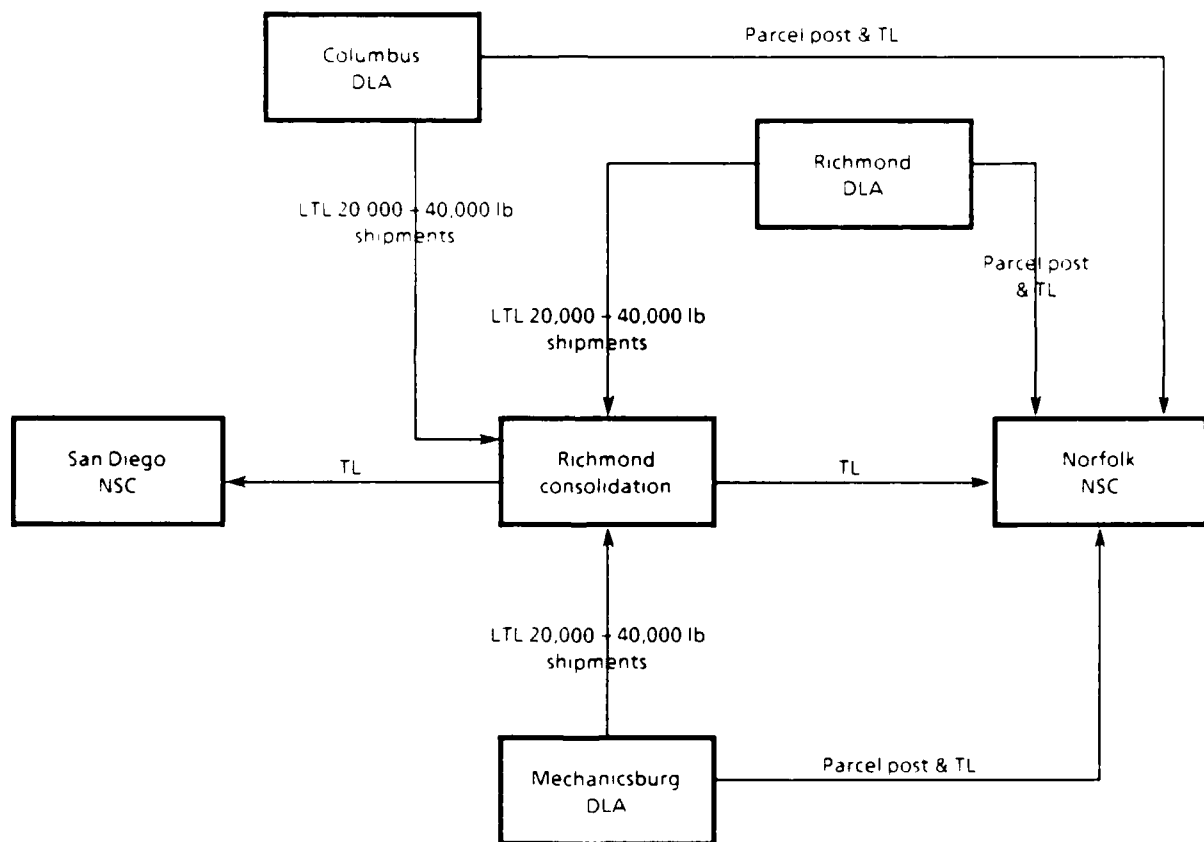 Parcel post & TL
Columbus
DLA
Richmond
DLA
LTL 20 000 - 40,000 lb
shipments
Parcel post
& TL
LTL 20,000 - 40,000 lb
shipments
San Diego
NSC
TL
Richmond
consolidation
TL
Norfolk
NSC
LTL 20,000 - 40,000 lb
shipments
Mechanicsburg
DLA
Parcel post & TL